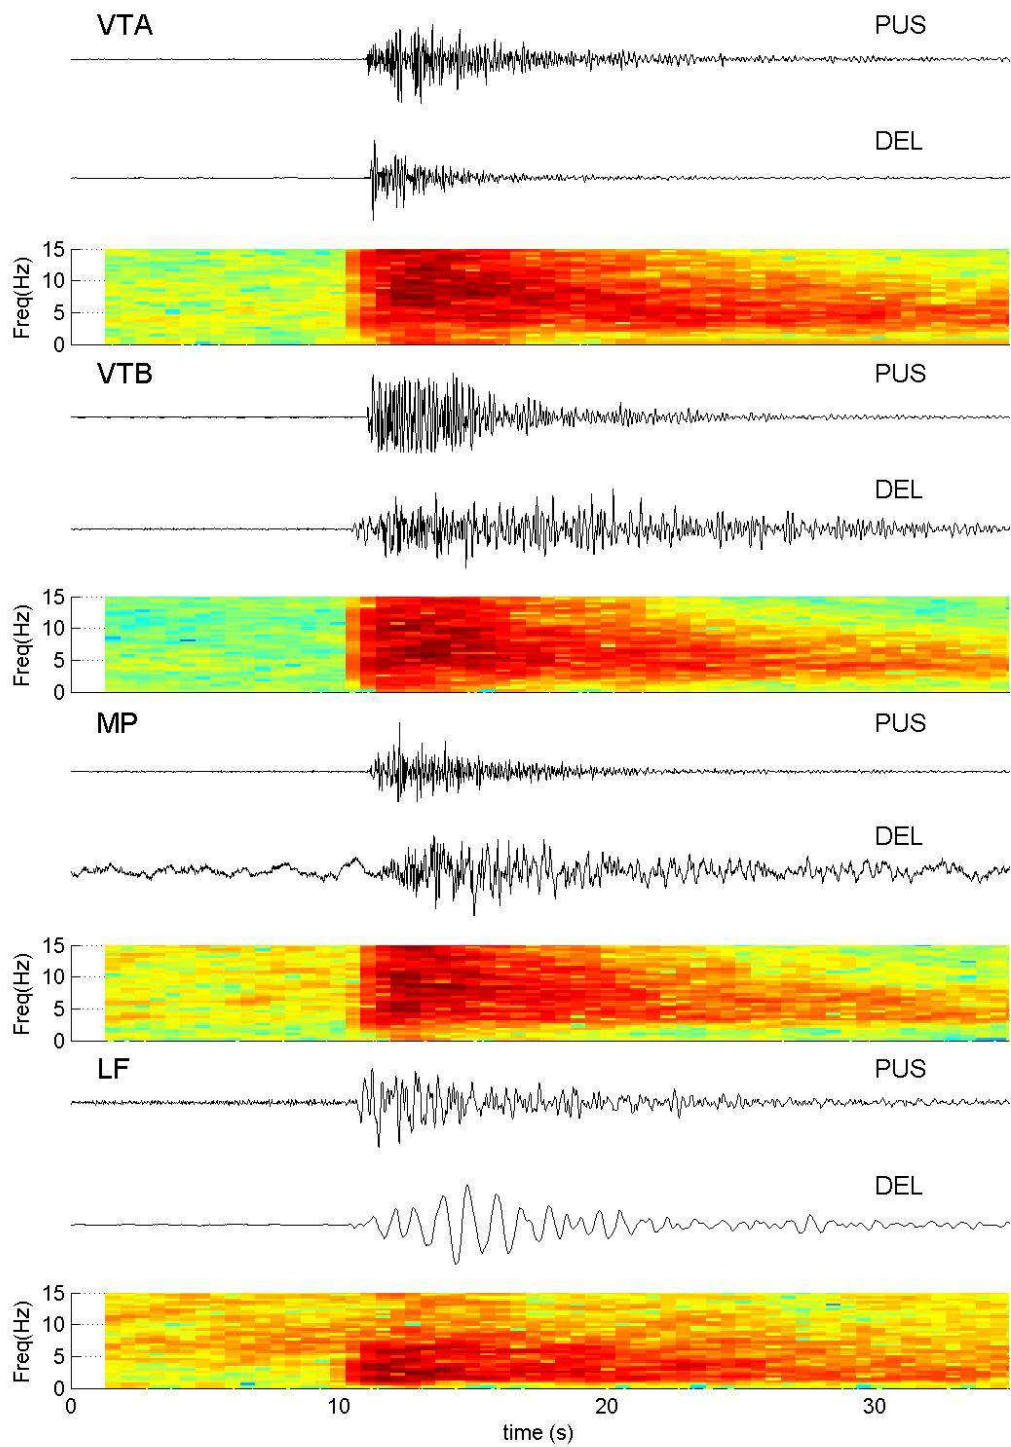 VTA PUS
DEL
15
10
5
0
Freq(Hz)
VTB PUS
DEL
15
10
5
0
Freq(Hz)
MP PUS
DEL
15
10
5
0
Freq(Hz)
LF PUS
DEL
15
10
5
0
Freq(Hz)
0 10 20 30
time (s)